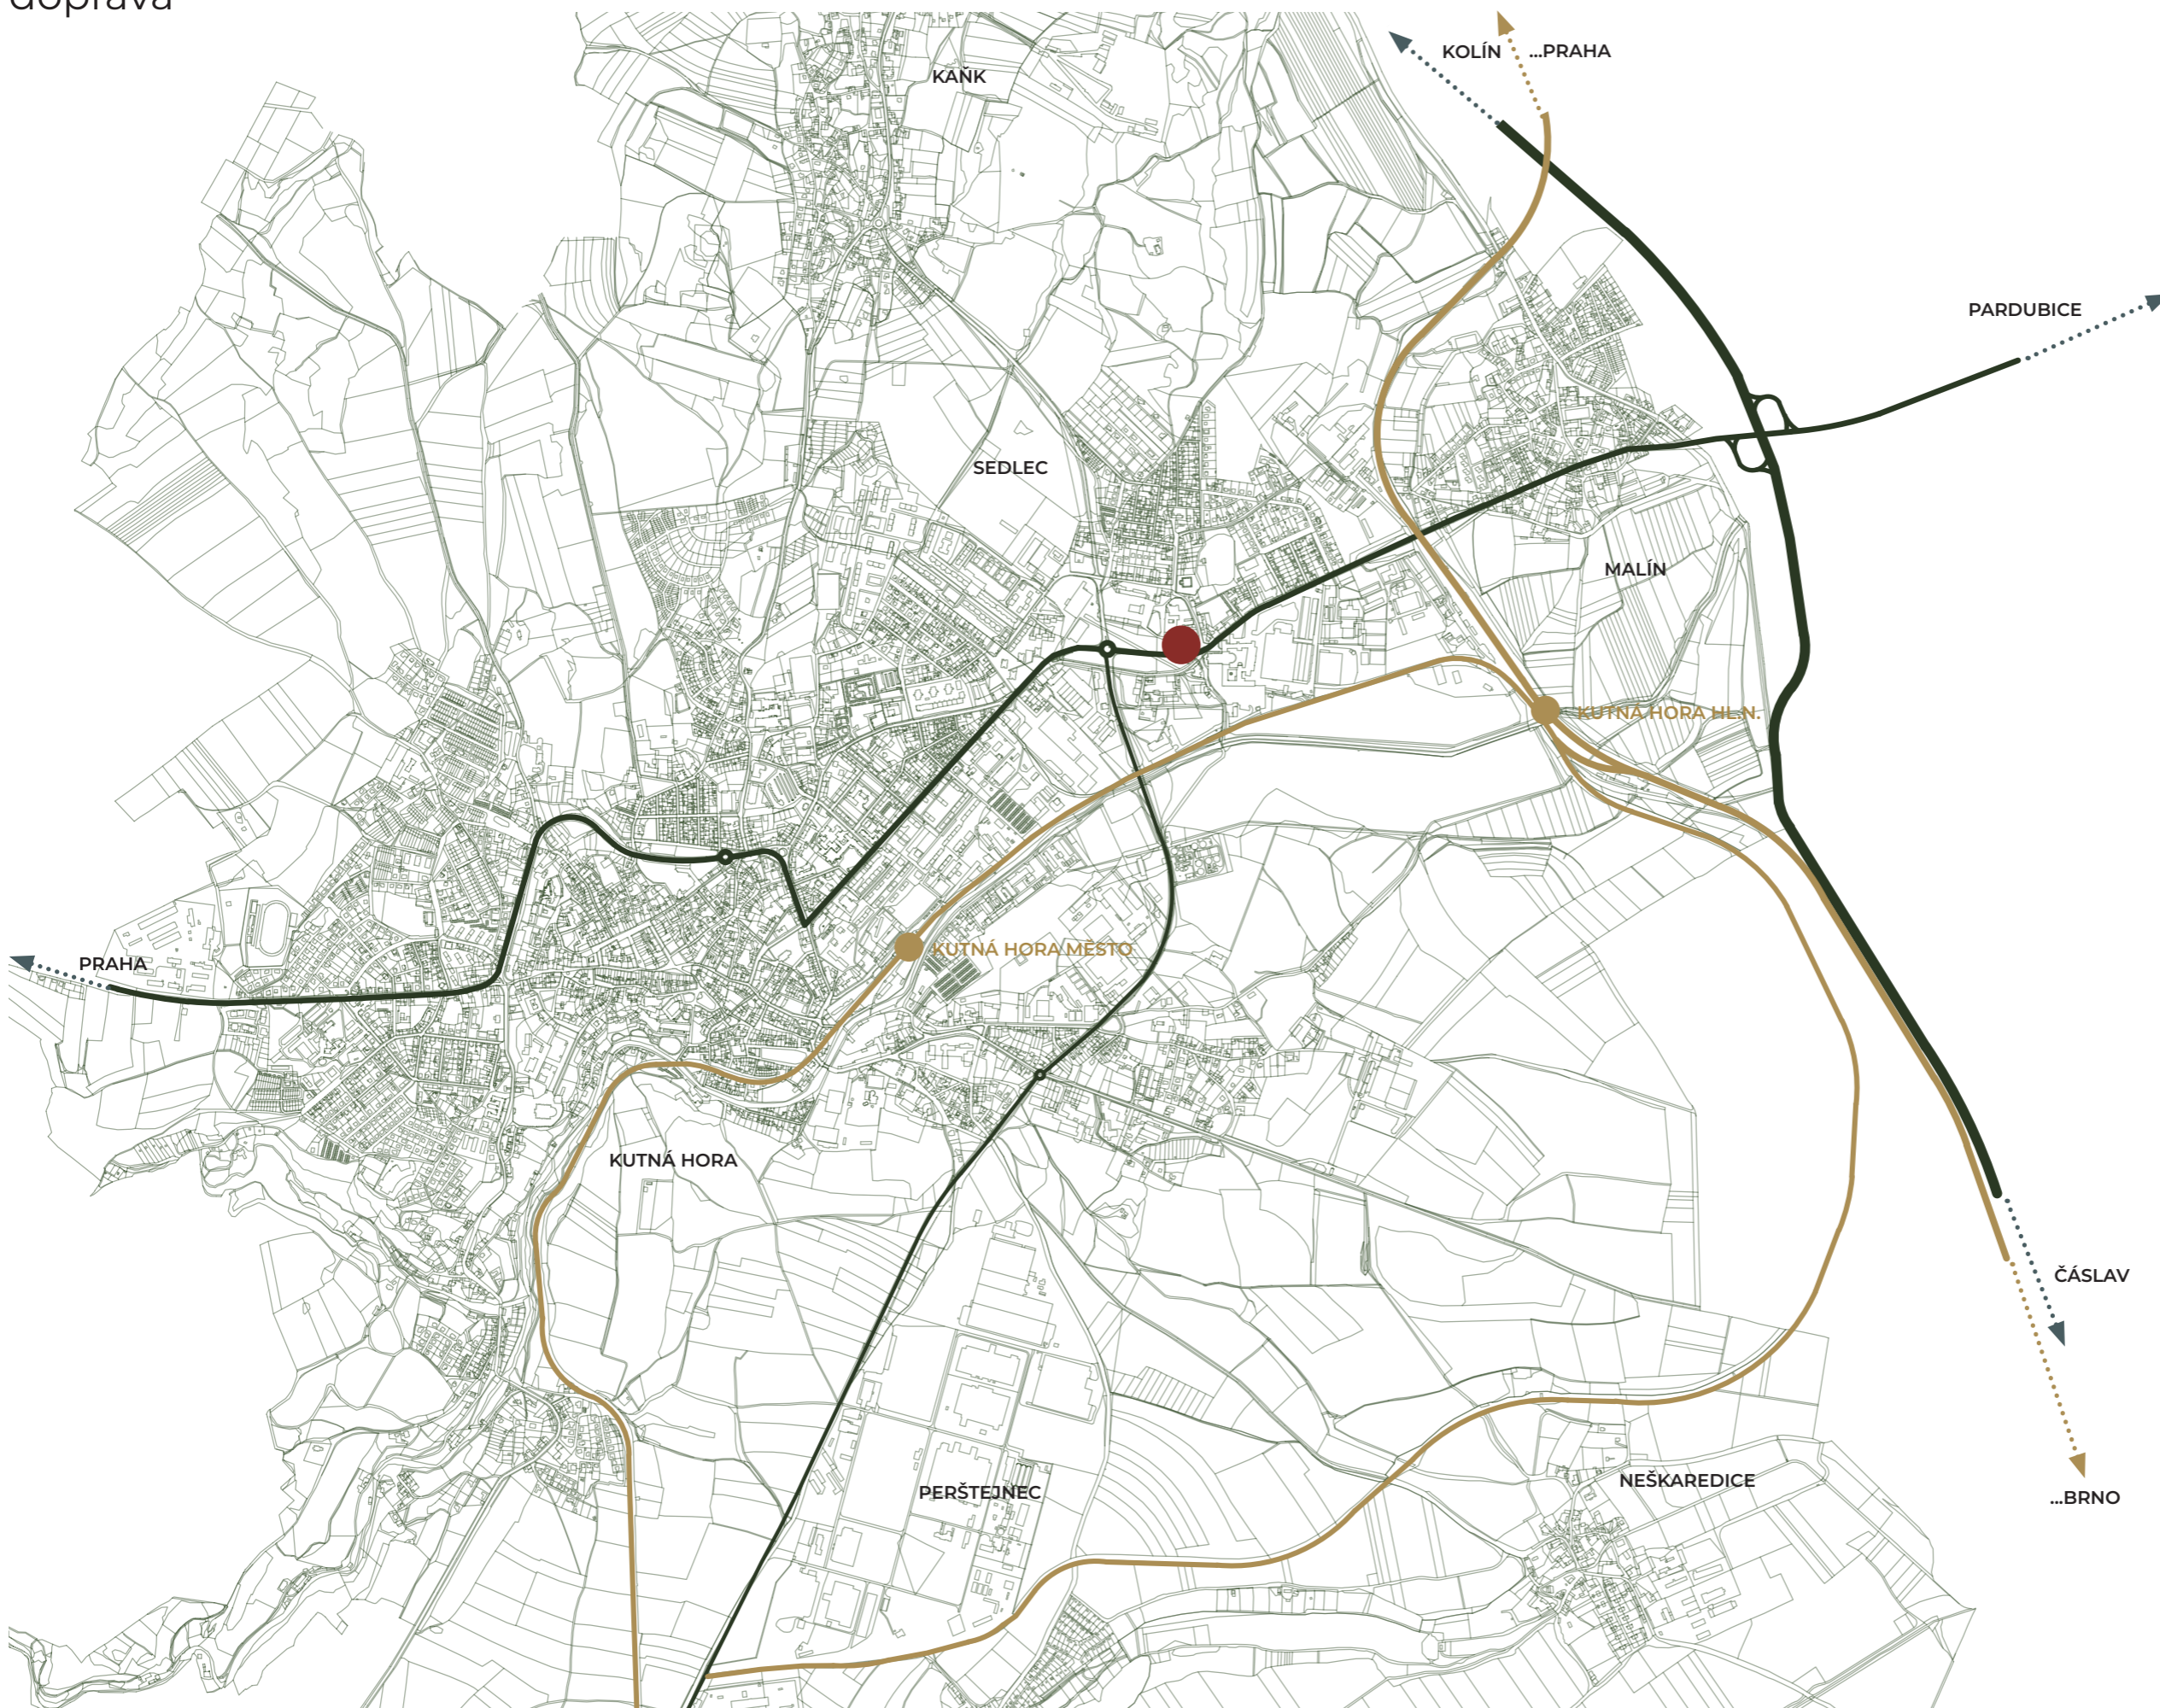 doprava
KOLÍN
...PRAHA
KAŇK
PARDUBICE
SEDLEC
MALÍN
KUTNÁ HORA HL.N.
KUTNÁ HORA MĚSTO
PRAHA
KUTNÁ HORA
ČÁSLAV
NEŠKAREDICE
PERŠTEJNEC
...BRNO